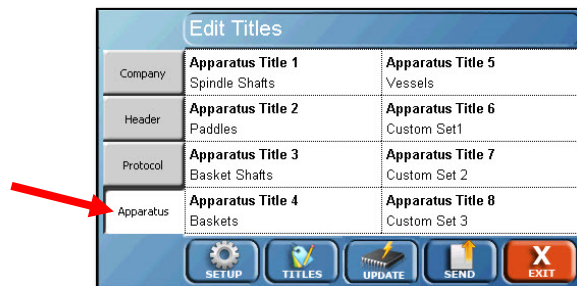 Edit Titles
Company
Header
Protocol
Apparatus
Apparatus Title 1
Spindle Shafts
Apparatus Title 5
Vessels
Apparatus Title 2
Paddles
Apparatus Title 6
Custom Set1
Apparatus Title 3
Basket Shafts
Apparatus Title 7
Custom Set 2
Apparatus Title 4
Baskets
Apparatus Title 8
Custom Set 3
SETUP
TITLES
UPDATE
SEND
X
EXIT